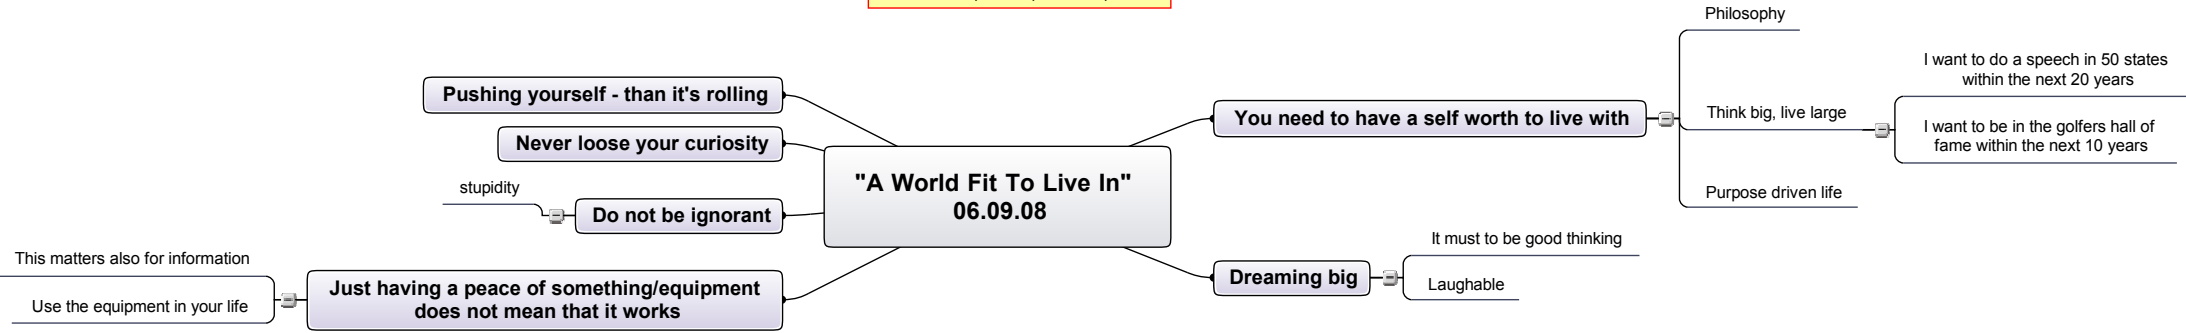 "A World Fit To Live In"
06.09.08
You need to have a self worth to live with
Philosophy
Think big, live large
I want to do a speech in 50 states
within the next 20 years
I want to be in the golfers hall of
fame within the next 10 years
Purpose driven life
Dreaming big
It must to be good thinking
Laughable
Pushing yourself - than it's rolling
Never loose your curiosity
Do not be ignorant
stupidity
Just having a peace of something/equipment
does not mean that it works
This matters also for information
Use the equipment in your life